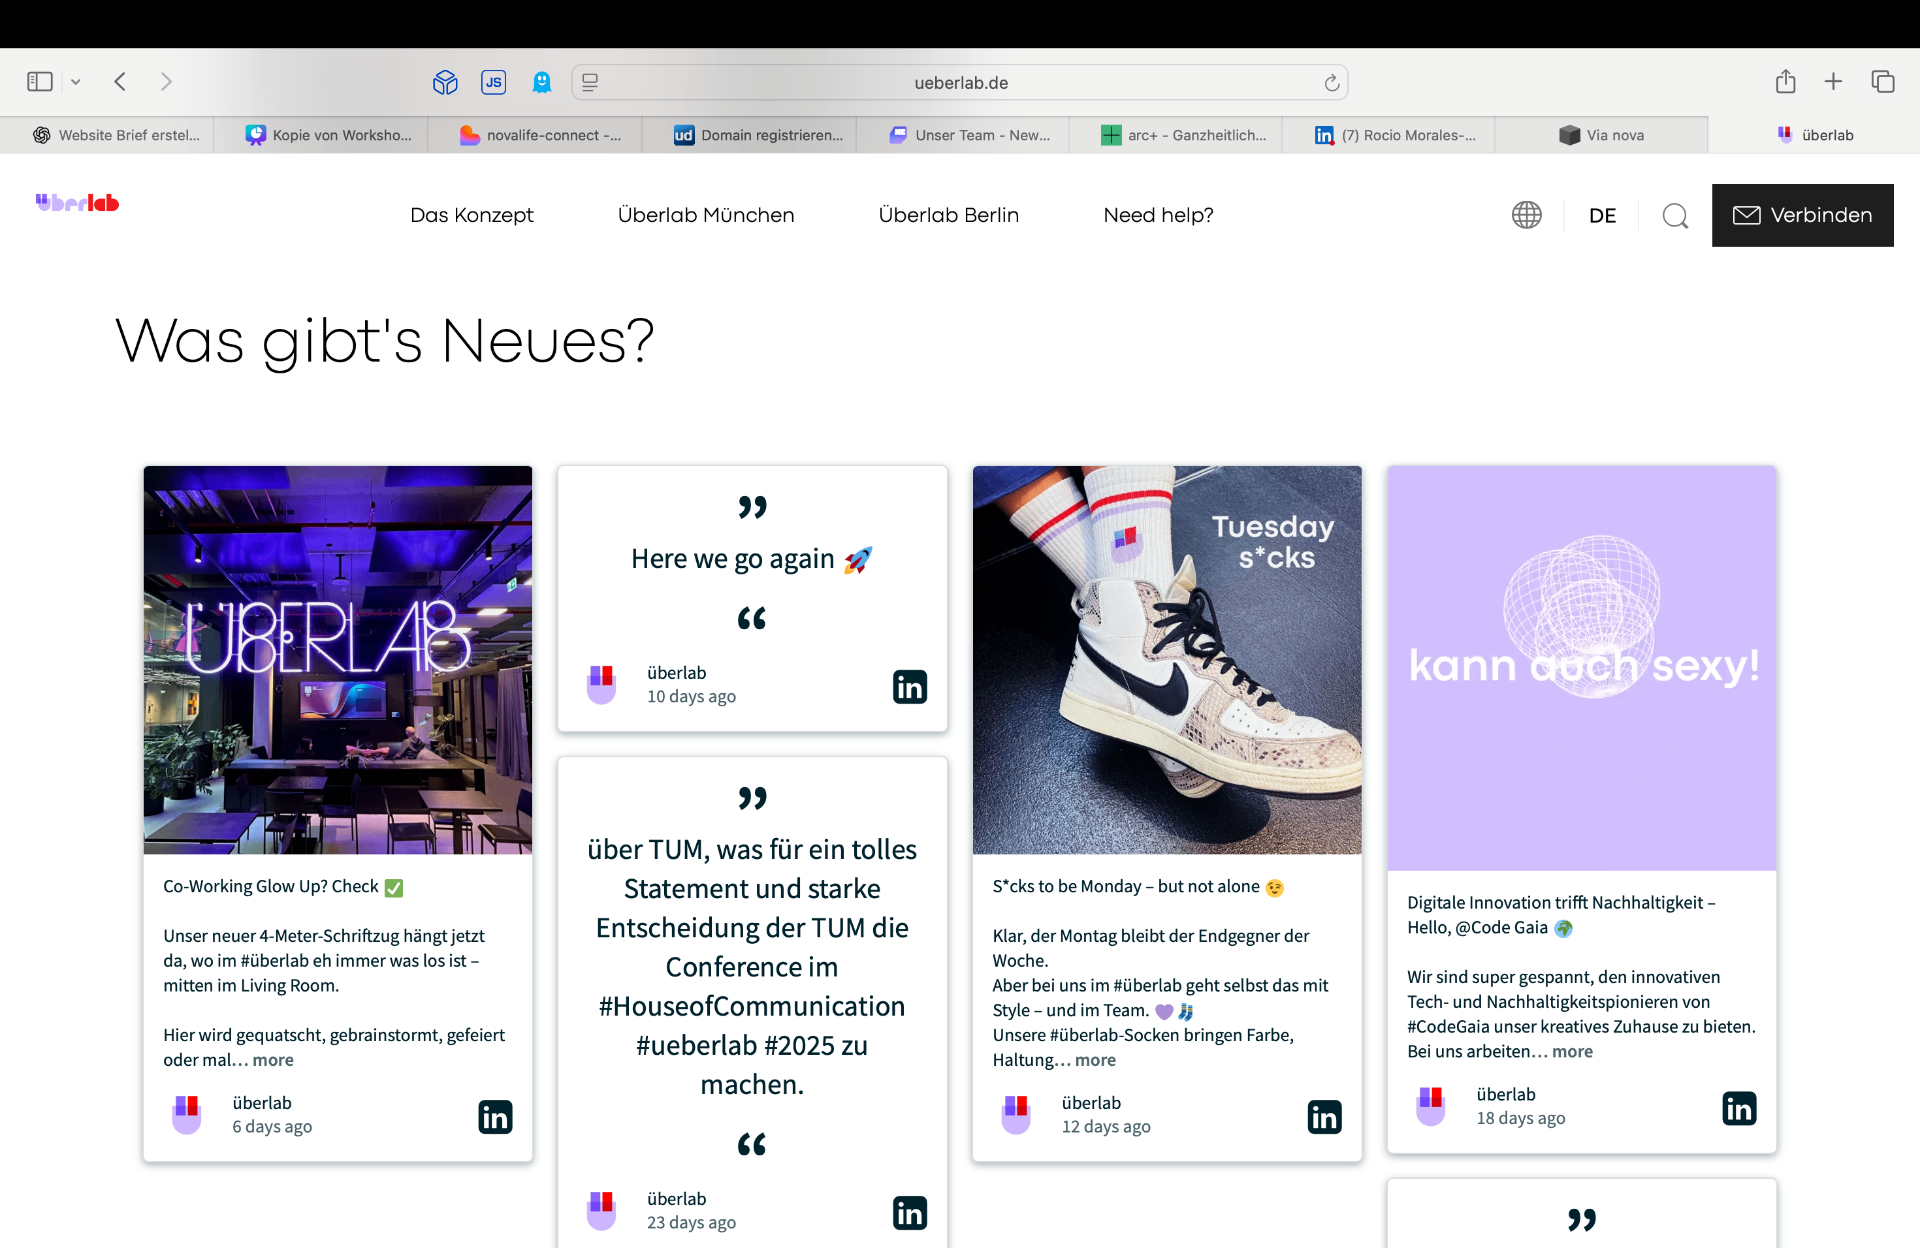 JS
ueberlab.de
Website Brief erstel...
Kopie von Worksho...
novalife-connect -...
ud
Domain registrieren...
Unser Team - New...
arc+ - Ganzheitlich...
in
(7) Rocio Morales-...
Via nova
überlab
überlab
Das Konzept
Überlab München
Überlab Berlin
Need help?
DE
Verbinden
Was gibt's Neues?
ÜBERLAB
Co-Working Glow Up? Check ✅
Unser neuer 4-Meter-Schriftzug hängt jetzt
da, wo im #überlab eh immer was los ist –
mitten im Living Room.
Hier wird gequatscht, gebrainstormt, gefeiert
oder mal… more
überlab
6 days ago
in
”
Here we go again 🚀
“
überlab
10 days ago
in
”
über TUM, was für ein tolles
Statement und starke
Entscheidung der TUM die
Conference im
#HouseofCommunication
#ueberlab #2025 zu
machen.
“
überlab
23 days ago
in
Tuesday
s*cks
S*cks to be Monday – but not alone 😉
Klar, der Montag bleibt der Endgegner der
Woche.
Aber bei uns im #überlab geht selbst das mit
Style – und im Team. 💜🧦
Unsere #überlab-Socken bringen Farbe,
Haltung… more
überlab
12 days ago
in
kann auch sexy!
Digitale Innovation trifft Nachhaltigkeit –
Hello, @Code Gaia 🌍
Wir sind super gespannt, den innovativen
Tech- und Nachhaltigkeitspionieren von
#CodeGaia unser kreatives Zuhause zu bieten.
Bei uns arbeiten… more
überlab
18 days ago
in
”